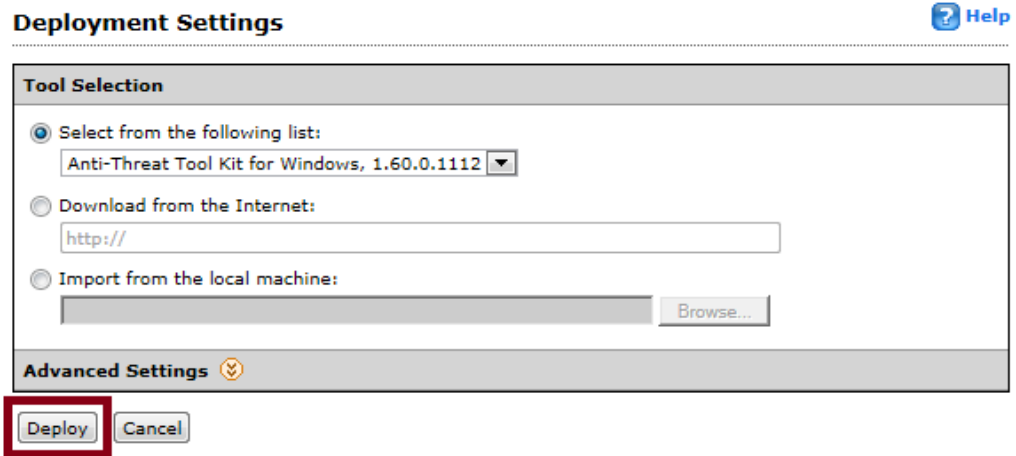 Deployment Settings
Help
Tool Selection
Select from the following list:
Anti-Threat Tool Kit for Windows, 1.60.0.1112
Download from the Internet:
http://
Import from the local machine:
Browse...
Advanced Settings
Deploy Cancel